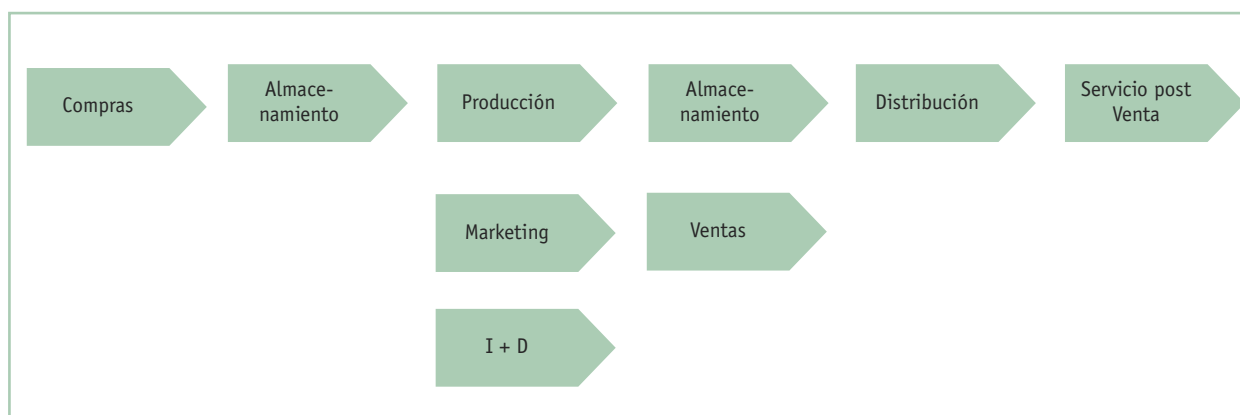 Compras
Almace-
namiento
Producción
Almace-
namiento
Distribución
Servicio post
Venta
Marketing
Ventas
I + D